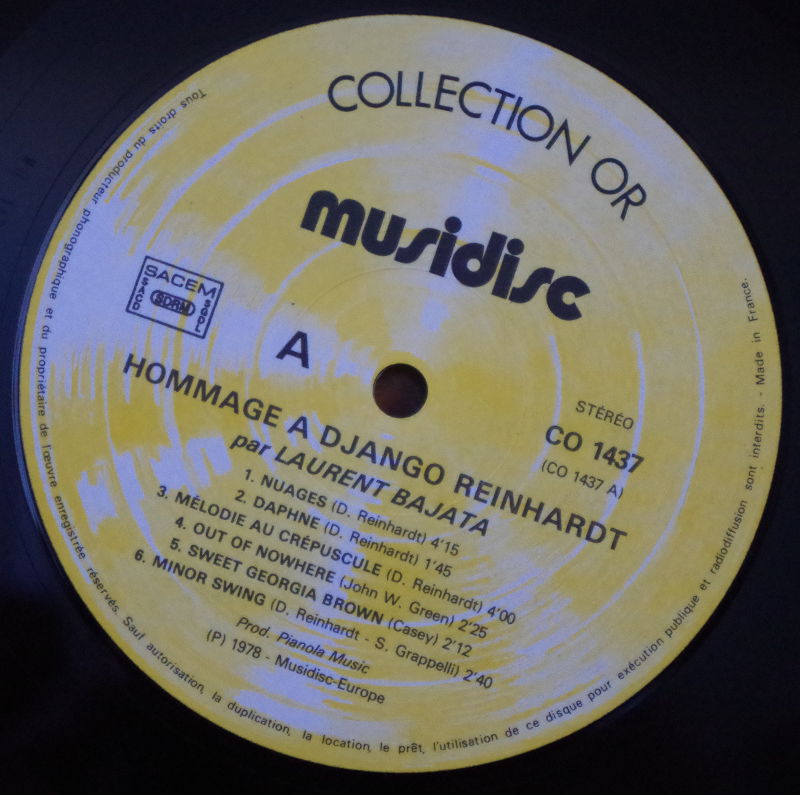 COLLECTION OR
musidisc
SACEM
SACD
SDRM
SGDL
A
STÉRÉO
CO 1437
(CO 1437 A)
HOMMAGE A DJANGO REINHARDT
par LAURENT BAJATA
1. NUAGES (D. Reinhardt) 4'15
2. DAPHNE (D. Reinhardt) 1'45
3. MÉLODIE AU CRÉPUSCULE (D. Reinhardt) 4'00
4. OUT OF NOWHERE (John W. Green) 2'25
5. SWEET GEORGIA BROWN (Casey) 2'12
6. MINOR SWING (D. Reinhardt - S. Grappelli) 2'40
Prod. Pianola Music
(P) 1978 - Musidisc-Europe
Tous droits du producteur phonographique et du propriétaire de l'œuvre enregistrée réservés. Sauf autorisation, la duplication, la location, le prêt, l'utilisation de ce disque pour exécution publique et radiodiffusion sont interdits. - Made in France.